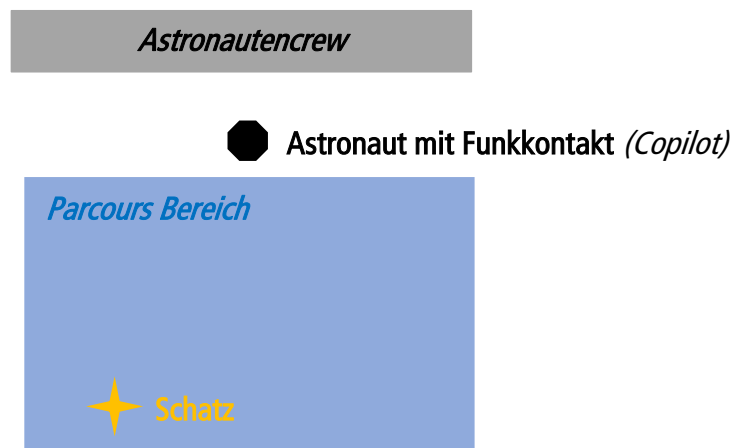 Astronautencrew
Astronaut mit Funkkontakt (Copilot)
Parcours Bereich
Schatz